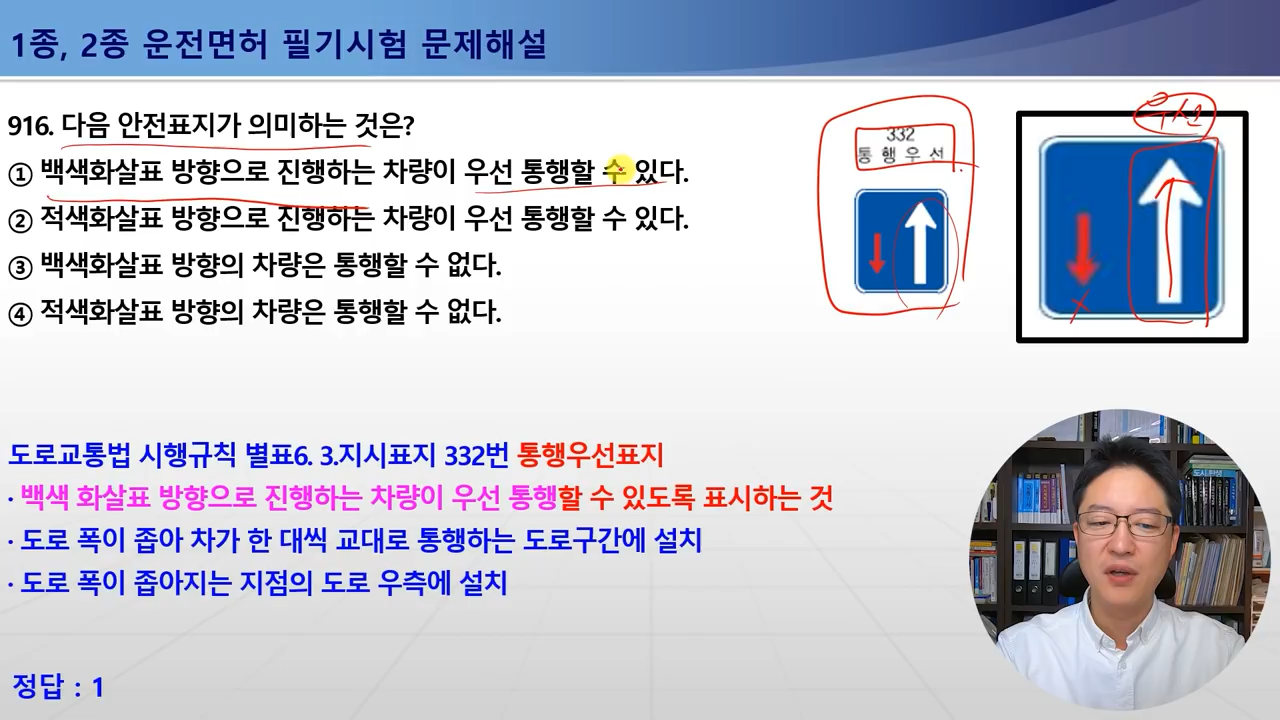 1종, 2종 운전면허 필기시험 문제해설
916. 다음 안전표지가 의미하는 것은?
① 백색화살표 방향으로 진행하는 차량이 우선 통행할 수 있다.
② 적색화살표 방향으로 진행하는 차량이 우선 통행할 수 있다.
③ 백색화살표 방향의 차량은 통행할 수 없다.
④ 적색화살표 방향의 차량은 통행할 수 없다.
332
통행우선
우선
도로교통법 시행규칙 별표6. 3.지시표지 332번 통행우선표지
· 백색 화살표 방향으로 진행하는 차량이 우선 통행할 수 있도록 표시하는 것
· 도로 폭이 좁아 차가 한 대씩 교대로 통행하는 도로구간에 설치
· 도로 폭이 좁아지는 지점의 도로 우측에 설치
정답 : 1